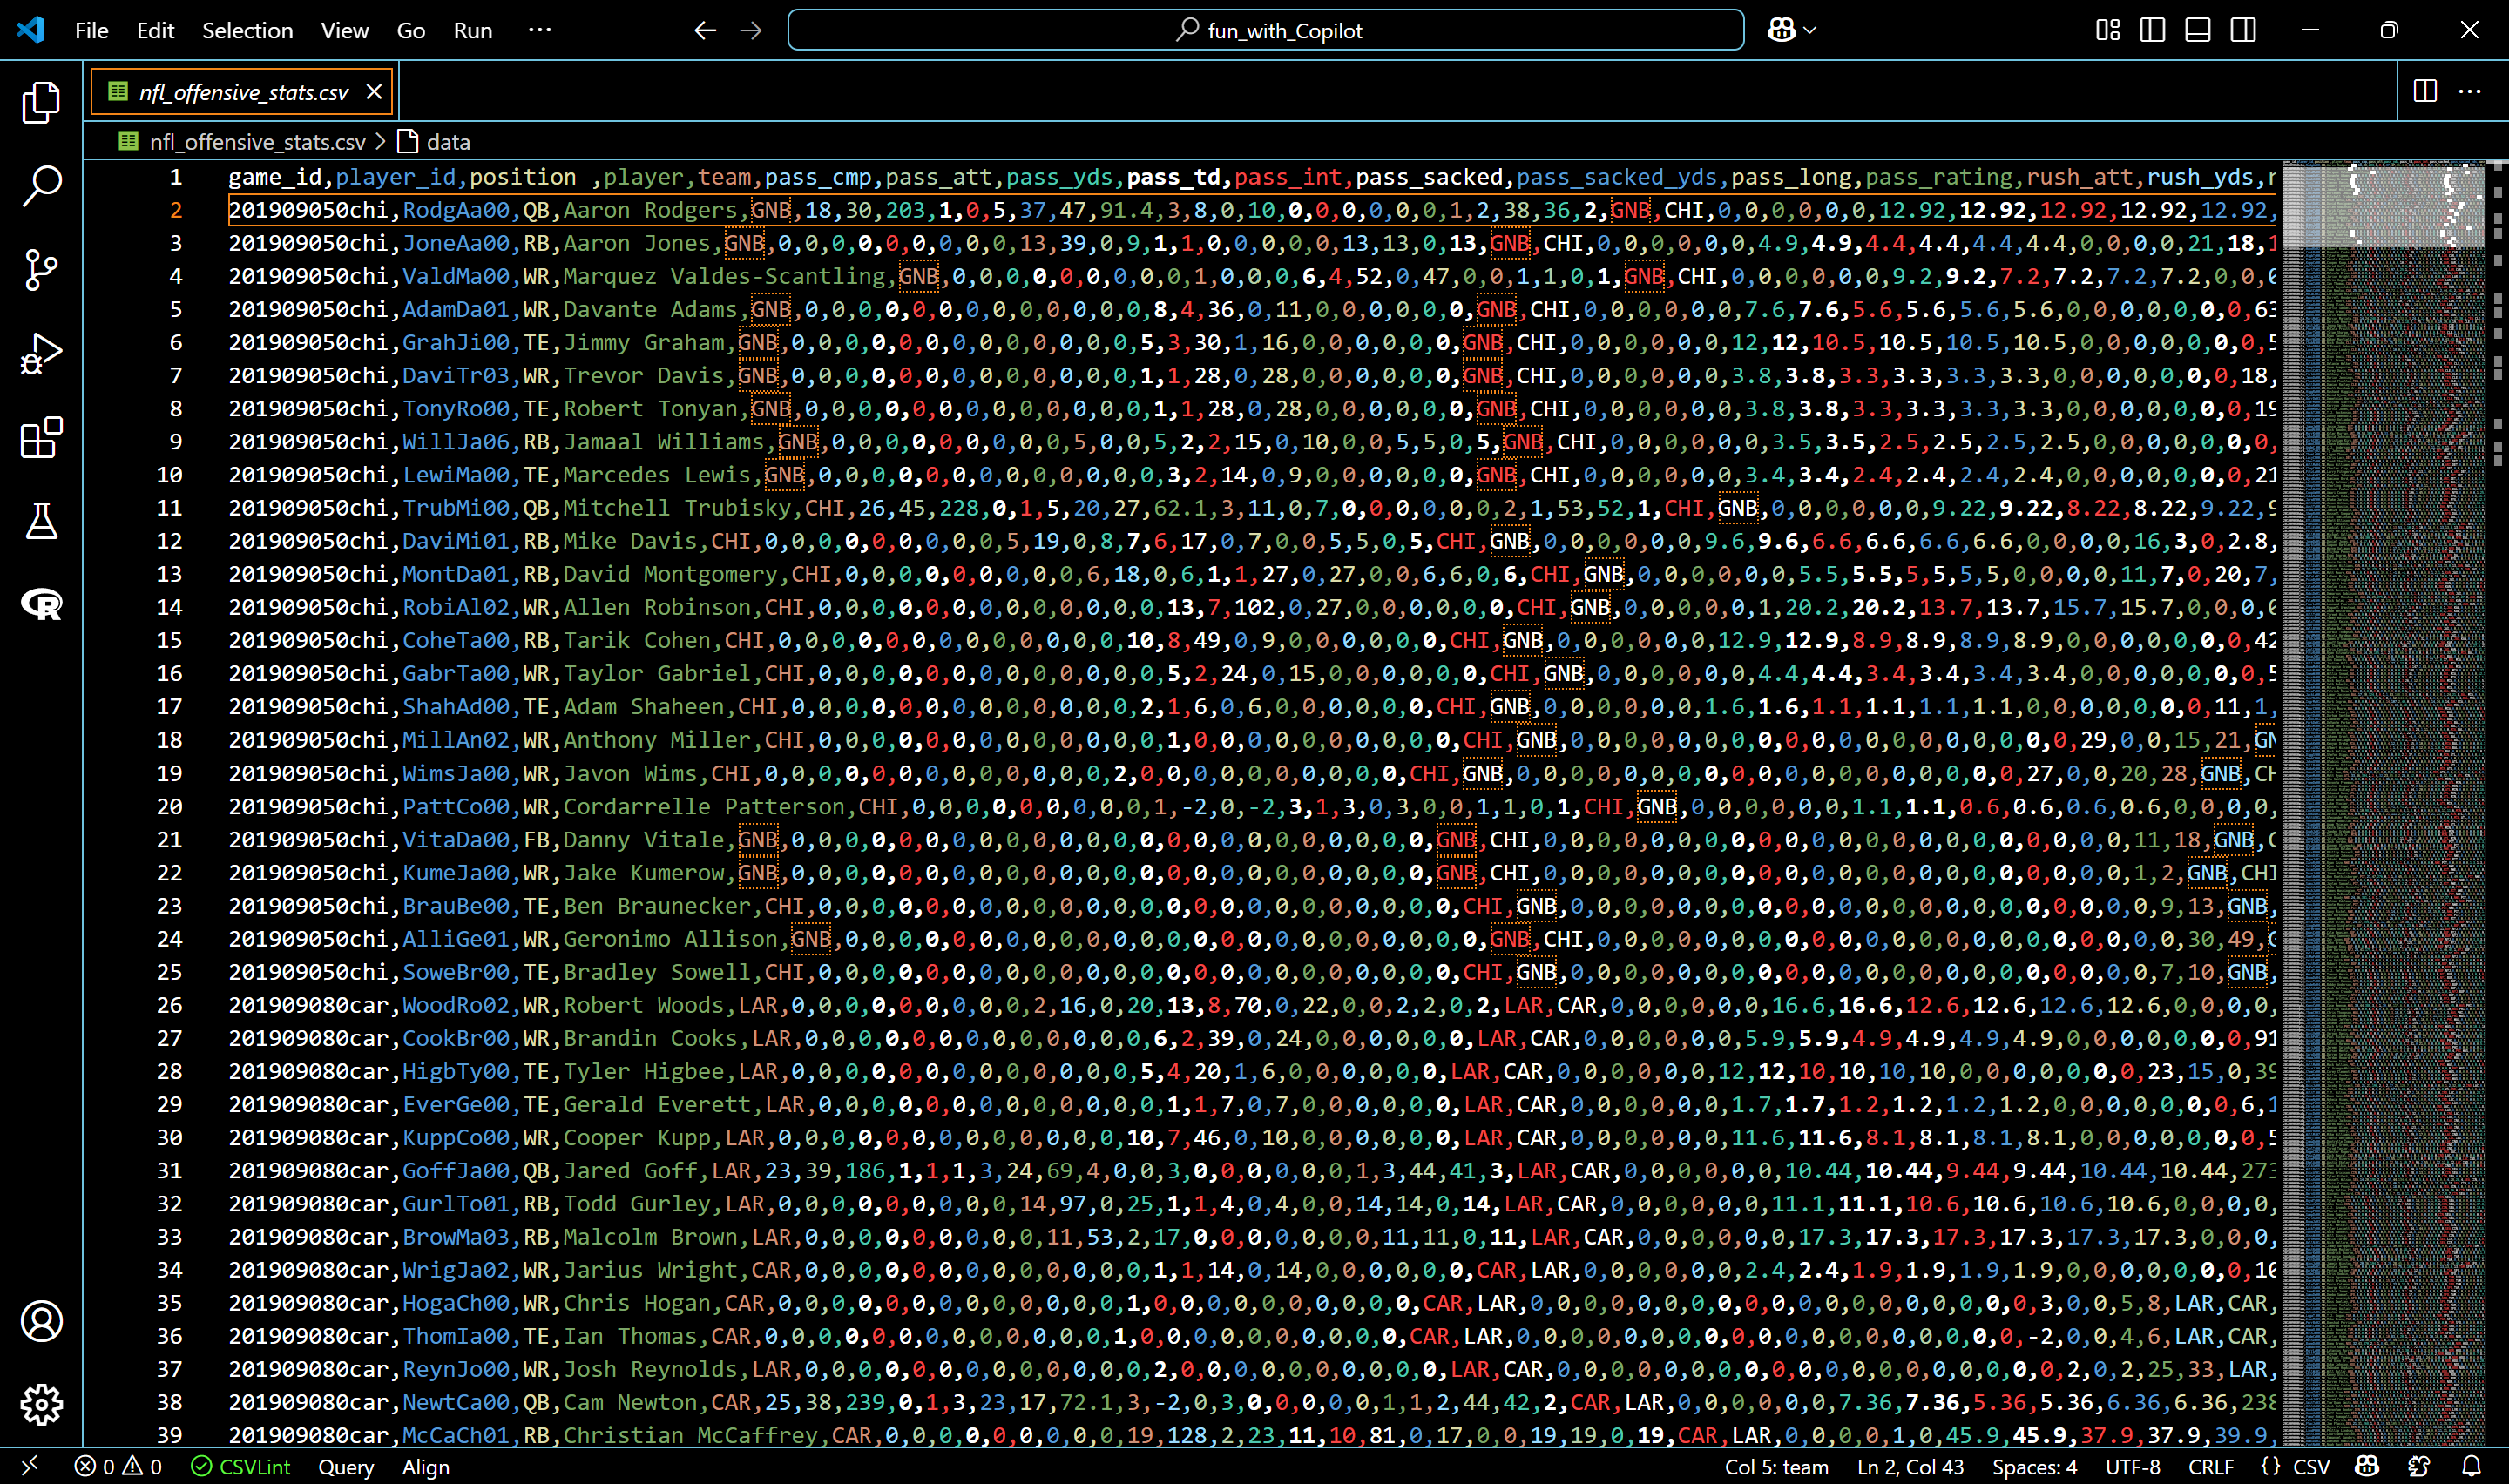 File Edit Selection View Go Run ···
fun_with_Copilot
nfl_offensive_stats.csv
nfl_offensive_stats.csv > data
1 game_id,player_id,position ,player,team,pass_cmp,pass_att,pass_yds,pass_td,pass_int,pass_sacked,pass_sacked_yds,pass_long,pass_rating,rush_att,rush_yds,r
2 201909050chi,RodgAa00,QB,Aaron Rodgers,GNB,18,30,203,1,0,5,37,47,91.4,3,8,0,10,0,0,0,0,0,0,1,2,38,36,2,GNB,CHI,0,0,0,0,0,0,12.92,12.92,12.92,12.92,12.92,
3 201909050chi,JoneAa00,RB,Aaron Jones,GNB,0,0,0,0,0,0,0,0,0,13,39,0,9,1,1,0,0,0,0,0,13,13,0,13,GNB,CHI,0,0,0,0,0,0,4.9,4.9,4.4,4.4,4.4,4.4,0,0,0,0,21,18,1
4 201909050chi,ValdMa00,WR,Marquez Valdes-Scantling,GNB,0,0,0,0,0,0,0,0,0,1,0,0,0,6,4,52,0,47,0,0,1,1,0,1,GNB,CHI,0,0,0,0,0,0,9.2,9.2,7.2,7.2,7.2,7.2,0,0,0
5 201909050chi,AdamDa01,WR,Davante Adams,GNB,0,0,0,0,0,0,0,0,0,0,0,0,0,8,4,36,0,11,0,0,0,0,0,0,GNB,CHI,0,0,0,0,0,0,7.6,7.6,5.6,5.6,5.6,5.6,0,0,0,0,0,0,63
6 201909050chi,GrahJi00,TE,Jimmy Graham,GNB,0,0,0,0,0,0,0,0,0,0,0,0,0,5,3,30,1,16,0,0,0,0,0,0,GNB,CHI,0,0,0,0,0,0,12,12,10.5,10.5,10.5,10.5,0,0,0,0,0,0,5
7 201909050chi,DaviTr03,WR,Trevor Davis,GNB,0,0,0,0,0,0,0,0,0,0,0,0,0,1,1,28,0,28,0,0,0,0,0,0,GNB,CHI,0,0,0,0,0,0,3.8,3.8,3.3,3.3,3.3,3.3,0,0,0,0,0,0,18,
8 201909050chi,TonyRo00,TE,Robert Tonyan,GNB,0,0,0,0,0,0,0,0,0,0,0,0,0,1,1,28,0,28,0,0,0,0,0,0,GNB,CHI,0,0,0,0,0,0,3.8,3.8,3.3,3.3,3.3,3.3,0,0,0,0,0,0,19
9 201909050chi,WillJa06,RB,Jamaal Williams,GNB,0,0,0,0,0,0,0,0,0,5,0,0,5,2,2,15,0,10,0,0,5,5,0,5,GNB,CHI,0,0,0,0,0,0,3.5,3.5,2.5,2.5,2.5,2.5,0,0,0,0,0,0,
10 201909050chi,LewiMa00,TE,Marcedes Lewis,GNB,0,0,0,0,0,0,0,0,0,0,0,0,0,3,2,14,0,9,0,0,0,0,0,0,GNB,CHI,0,0,0,0,0,0,3.4,3.4,2.4,2.4,2.4,2.4,0,0,0,0,0,0,21
11 201909050chi,TrubMi00,QB,Mitchell Trubisky,CHI,26,45,228,0,1,5,20,27,62.1,3,11,0,7,0,0,0,0,0,0,2,1,53,52,1,CHI,GNB,0,0,0,0,0,0,9.22,9.22,8.22,8.22,9.22,9
12 201909050chi,DaviMi01,RB,Mike Davis,CHI,0,0,0,0,0,0,0,0,0,5,19,0,8,7,6,17,0,7,0,0,5,5,0,5,CHI,GNB,0,0,0,0,0,0,9.6,9.6,6.6,6.6,6.6,6.6,0,0,0,0,16,3,0,2.8,
13 201909050chi,MontDa01,RB,David Montgomery,CHI,0,0,0,0,0,0,0,0,0,6,18,0,6,1,1,27,0,27,0,0,6,6,0,6,CHI,GNB,0,0,0,0,0,0,5.5,5.5,5,5,5,5,0,0,0,0,11,7,0,20,7,
14 201909050chi,RobiAl02,WR,Allen Robinson,CHI,0,0,0,0,0,0,0,0,0,0,0,0,0,13,7,102,0,27,0,0,0,0,0,0,CHI,GNB,0,0,0,0,0,1,20.2,20.2,13.7,13.7,15.7,15.7,0,0,0,0
15 201909050chi,CoheTa00,RB,Tarik Cohen,CHI,0,0,0,0,0,0,0,0,0,0,0,0,0,10,8,49,0,9,0,0,0,0,0,0,CHI,GNB,0,0,0,0,0,0,12.9,12.9,8.9,8.9,8.9,8.9,0,0,0,0,0,0,42
16 201909050chi,GabrTa00,WR,Taylor Gabriel,CHI,0,0,0,0,0,0,0,0,0,0,0,0,0,5,2,24,0,15,0,0,0,0,0,0,CHI,GNB,0,0,0,0,0,0,4.4,4.4,3.4,3.4,3.4,3.4,0,0,0,0,0,0,5
17 201909050chi,ShahAd00,TE,Adam Shaheen,CHI,0,0,0,0,0,0,0,0,0,0,0,0,0,2,1,6,0,6,0,0,0,0,0,0,CHI,GNB,0,0,0,0,0,0,1.6,1.6,1.1,1.1,1.1,1.1,0,0,0,0,0,0,11,1,
18 201909050chi,MillAn02,WR,Anthony Miller,CHI,0,0,0,0,0,0,0,0,0,0,0,0,0,1,0,0,0,0,0,0,0,0,0,0,CHI,GNB,0,0,0,0,0,0,0,0,0,0,0,0,0,0,0,0,0,0,29,0,0,15,21,GN
19 201909050chi,WimsJa00,WR,Javon Wims,CHI,0,0,0,0,0,0,0,0,0,0,0,0,0,2,0,0,0,0,0,0,0,0,0,0,CHI,GNB,0,0,0,0,0,0,0,0,0,0,0,0,0,0,0,0,0,0,27,0,0,20,28,GNB,CH
20 201909050chi,PattCo00,WR,Cordarrelle Patterson,CHI,0,0,0,0,0,0,0,0,0,1,-2,0,-2,3,1,3,0,3,0,0,1,1,0,1,CHI,GNB,0,0,0,0,0,0,1.1,1.1,0.6,0.6,0.6,0.6,0,0,0,0,
21 201909050chi,VitaDa00,FB,Danny Vitale,GNB,0,0,0,0,0,0,0,0,0,0,0,0,0,0,0,0,0,0,0,0,0,0,0,0,GNB,CHI,0,0,0,0,0,0,0,0,0,0,0,0,0,0,0,0,0,0,0,0,0,11,18,GNB,C
22 201909050chi,KumeJa00,WR,Jake Kumerow,GNB,0,0,0,0,0,0,0,0,0,0,0,0,0,0,0,0,0,0,0,0,0,0,0,0,GNB,CHI,0,0,0,0,0,0,0,0,0,0,0,0,0,0,0,0,0,0,0,0,0,1,2,GNB,CHI
23 201909050chi,BrauBe00,TE,Ben Braunecker,CHI,0,0,0,0,0,0,0,0,0,0,0,0,0,0,0,0,0,0,0,0,0,0,0,0,CHI,GNB,0,0,0,0,0,0,0,0,0,0,0,0,0,0,0,0,0,0,0,0,0,9,13,GNB,
24 201909050chi,AlliGe01,WR,Geronimo Allison,GNB,0,0,0,0,0,0,0,0,0,0,0,0,0,0,0,0,0,0,0,0,0,0,0,0,GNB,CHI,0,0,0,0,0,0,0,0,0,0,0,0,0,0,0,0,0,0,0,0,0,30,49,G
25 201909050chi,SoweBr00,TE,Bradley Sowell,CHI,0,0,0,0,0,0,0,0,0,0,0,0,0,0,0,0,0,0,0,0,0,0,0,0,CHI,GNB,0,0,0,0,0,0,0,0,0,0,0,0,0,0,0,0,0,0,0,0,0,7,10,GNB,
26 201909080car,WoodRo02,WR,Robert Woods,LAR,0,0,0,0,0,0,0,0,0,2,16,0,20,13,8,70,0,22,0,0,2,2,0,2,LAR,CAR,0,0,0,0,0,0,16.6,16.6,12.6,12.6,12.6,12.6,0,0,0,0
27 201909080car,CookBr00,WR,Brandin Cooks,LAR,0,0,0,0,0,0,0,0,0,0,0,0,0,6,2,39,0,24,0,0,0,0,0,0,LAR,CAR,0,0,0,0,0,0,5.9,5.9,4.9,4.9,4.9,4.9,0,0,0,0,0,0,91
28 201909080car,HigbTy00,TE,Tyler Higbee,LAR,0,0,0,0,0,0,0,0,0,0,0,0,0,5,4,20,1,6,0,0,0,0,0,0,LAR,CAR,0,0,0,0,0,0,12,12,10,10,10,10,0,0,0,0,0,0,23,15,0,39
29 201909080car,EverGe00,TE,Gerald Everett,LAR,0,0,0,0,0,0,0,0,0,0,0,0,0,1,1,7,0,7,0,0,0,0,0,0,LAR,CAR,0,0,0,0,0,0,1.7,1.7,1.2,1.2,1.2,1.2,0,0,0,0,0,0,6,1
30 201909080car,KuppCo00,WR,Cooper Kupp,LAR,0,0,0,0,0,0,0,0,0,0,0,0,0,10,7,46,0,10,0,0,0,0,0,0,LAR,CAR,0,0,0,0,0,0,11.6,11.6,8.1,8.1,8.1,8.1,0,0,0,0,0,0,5
31 201909080car,GoffJa00,QB,Jared Goff,LAR,23,39,186,1,1,1,3,24,69,4,0,0,3,0,0,0,0,0,0,1,3,44,41,3,LAR,CAR,0,0,0,0,0,0,10.44,10.44,9.44,9.44,10.44,10.44,273
32 201909080car,GurlTo01,RB,Todd Gurley,LAR,0,0,0,0,0,0,0,0,0,14,97,0,25,1,1,4,0,4,0,0,14,14,0,14,LAR,CAR,0,0,0,0,0,0,11.1,11.1,10.6,10.6,10.6,10.6,0,0,0,0,
33 201909080car,BrowMa03,RB,Malcolm Brown,LAR,0,0,0,0,0,0,0,0,0,11,53,2,17,0,0,0,0,0,0,0,11,11,0,11,LAR,CAR,0,0,0,0,0,0,17.3,17.3,17.3,17.3,17.3,17.3,0,0,0,
34 201909080car,WrigJa02,WR,Jarius Wright,CAR,0,0,0,0,0,0,0,0,0,0,0,0,0,1,1,14,0,14,0,0,0,0,0,0,CAR,LAR,0,0,0,0,0,0,2.4,2.4,1.9,1.9,1.9,1.9,0,0,0,0,0,0,10
35 201909080car,HogaCh00,WR,Chris Hogan,CAR,0,0,0,0,0,0,0,0,0,0,0,0,0,1,0,0,0,0,0,0,0,0,0,0,CAR,LAR,0,0,0,0,0,0,0,0,0,0,0,0,0,0,0,0,0,0,3,0,0,5,8,LAR,CAR,
36 201909080car,ThomIa00,TE,Ian Thomas,CAR,0,0,0,0,0,0,0,0,0,0,0,0,0,1,0,0,0,0,0,0,0,0,0,0,CAR,LAR,0,0,0,0,0,0,0,0,0,0,0,0,0,0,0,0,0,0,-2,0,0,4,6,LAR,CAR,
37 201909080car,ReynJo00,WR,Josh Reynolds,LAR,0,0,0,0,0,0,0,0,0,0,0,0,0,2,0,0,0,0,0,0,0,0,0,0,LAR,CAR,0,0,0,0,0,0,0,0,0,0,0,0,0,0,0,0,0,0,2,0,2,25,33,LAR,
38 201909080car,NewtCa00,QB,Cam Newton,CAR,25,38,239,0,1,3,23,17,72.1,3,-2,0,3,0,0,0,0,0,1,1,2,44,42,2,CAR,LAR,0,0,0,0,0,0,7.36,7.36,5.36,5.36,6.36,6.36,238
39 201909080car,McCaCh01,RB,Christian McCaffrey,CAR,0,0,0,0,0,0,0,0,0,19,128,2,23,11,10,81,0,17,0,0,19,19,0,19,CAR,LAR,0,0,0,0,1,0,45.9,45.9,37.9,37.9,39.9,
0 0 CSVLint Query Align Col 5: team Ln 2, Col 43 Spaces: 4 UTF-8 CRLF {} CSV